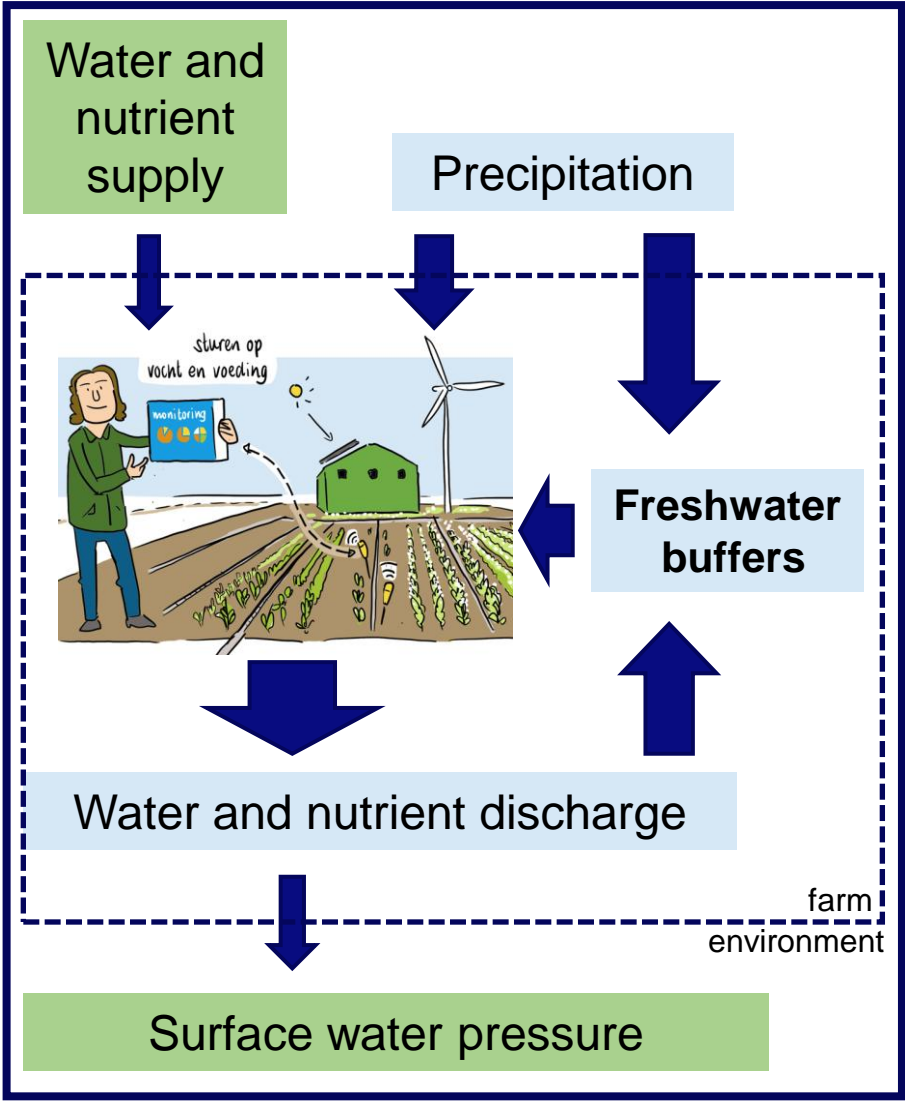 Water and
nutrient
supply
Precipitation
sturen op
vocht en voeding
monitoring
Freshwater
buffers
Water and nutrient discharge
farm
environment
Surface water pressure